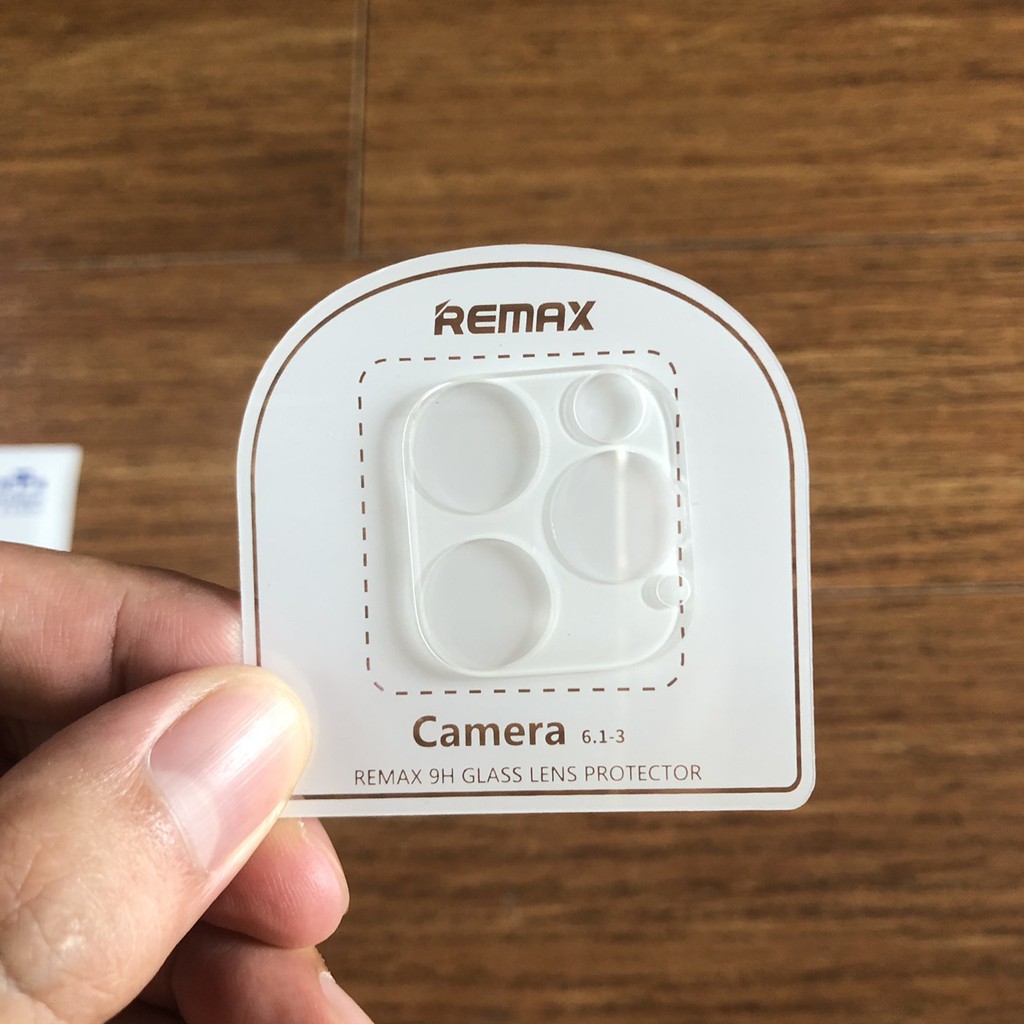 REMAX
Camera 6.1-3
REMAX 9H GLASS LENS PROTECTOR